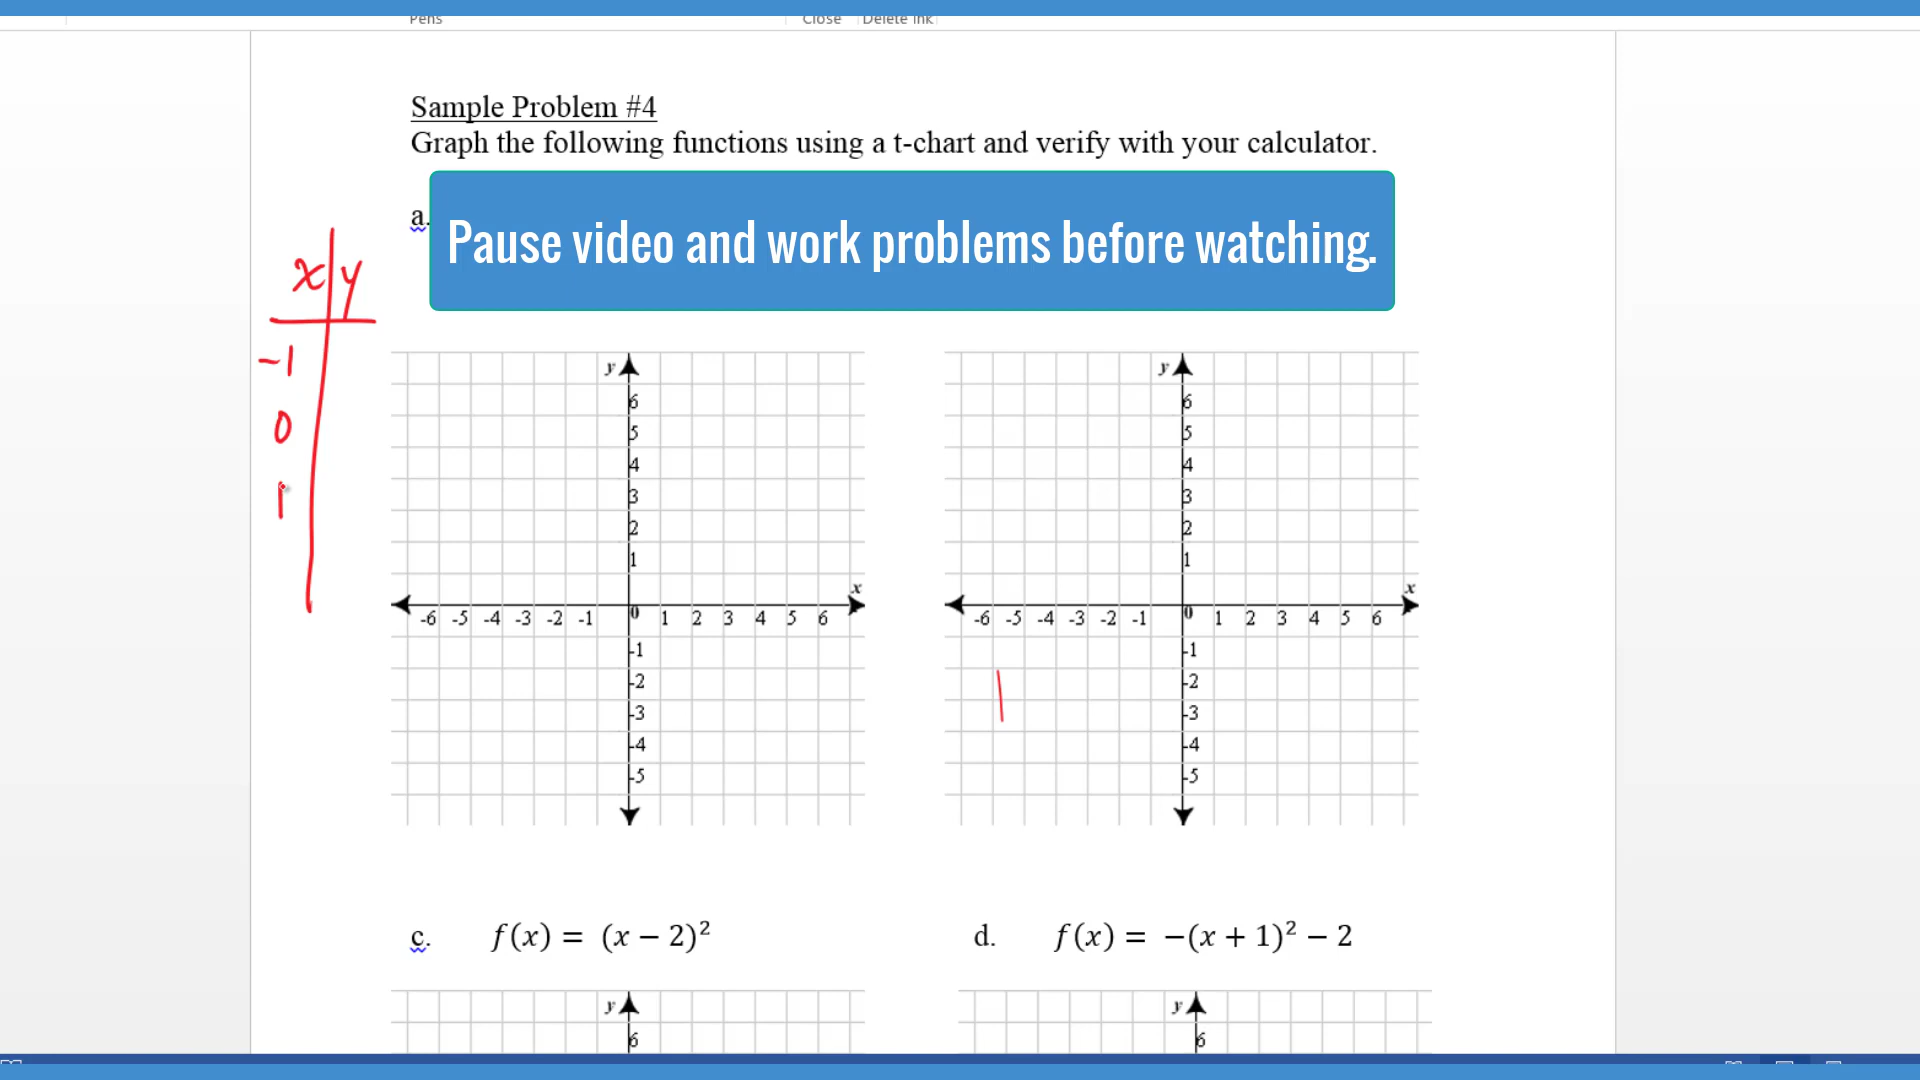 Pens Close Delete Ink
Sample Problem #4
Graph the following functions using a t-chart and verify with your calculator.
a.
Pause video and work problems before watching.
x y
-1
0
1
y
6
5
4
3
2
1
x
-6 -5 -4 -3 -2 -1 0 1 2 3 4 5 6
-1
-2
-3
-4
-5
y
6
5
4
3
2
1
x
-6 -5 -4 -3 -2 -1 0 1 2 3 4 5 6
-1
-2
-3
-4
-5
c. f(x) = (x − 2)²
d. f(x) = −(x + 1)² − 2
y
6
y
6